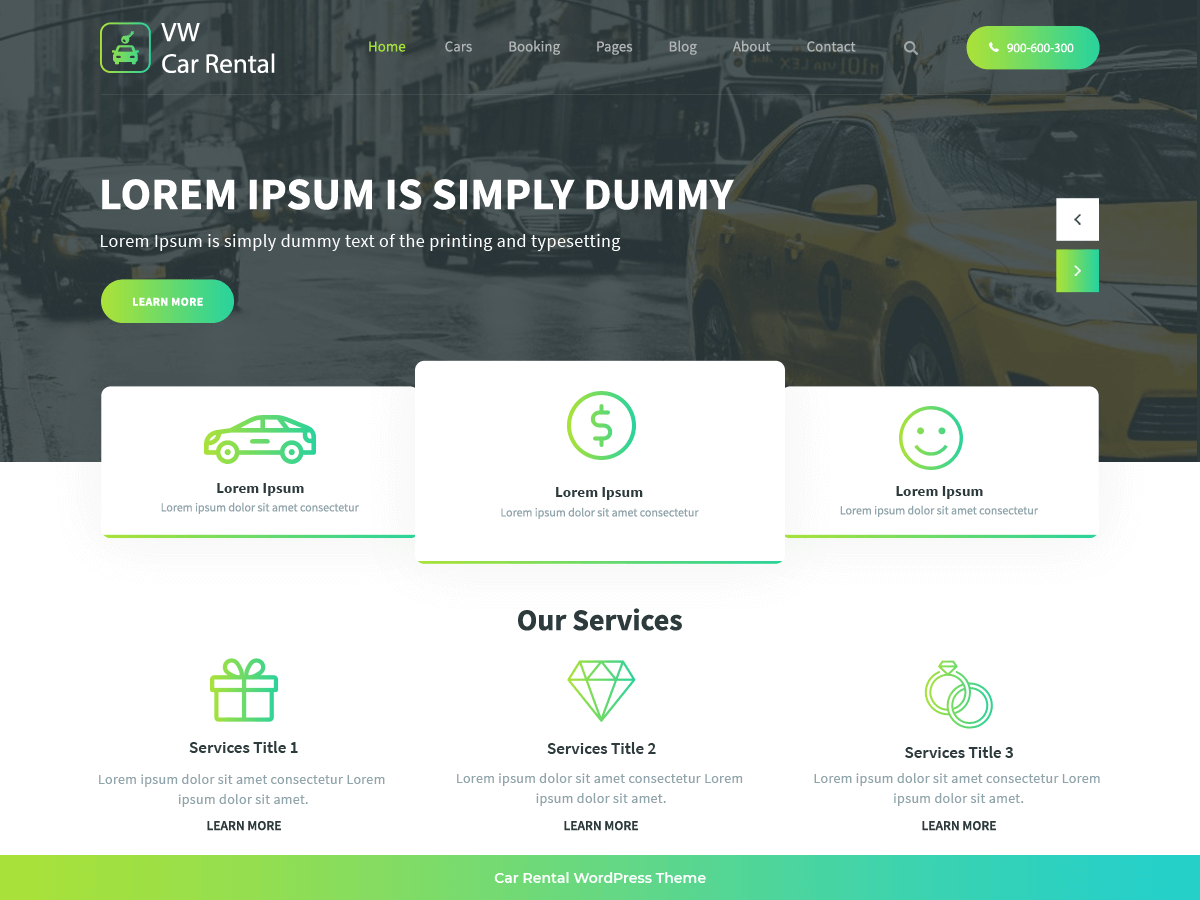 VW
Car Rental
Home Cars Booking Pages Blog About Contact
900-600-300
LOREM IPSUM IS SIMPLY DUMMY
Lorem Ipsum is simply dummy text of the printing and typesetting
LEARN MORE
Lorem Ipsum
Lorem ipsum dolor sit amet consectetur
Lorem Ipsum
Lorem ipsum dolor sit amet consectetur
Lorem Ipsum
Lorem ipsum dolor sit amet consectetur
Our Services
Services Title 1
Lorem ipsum dolor sit amet consectetur Lorem
ipsum dolor sit amet.
LEARN MORE
Services Title 2
Lorem ipsum dolor sit amet consectetur Lorem
ipsum dolor sit amet.
LEARN MORE
Services Title 3
Lorem ipsum dolor sit amet consectetur Lorem
ipsum dolor sit amet.
LEARN MORE
Car Rental WordPress Theme